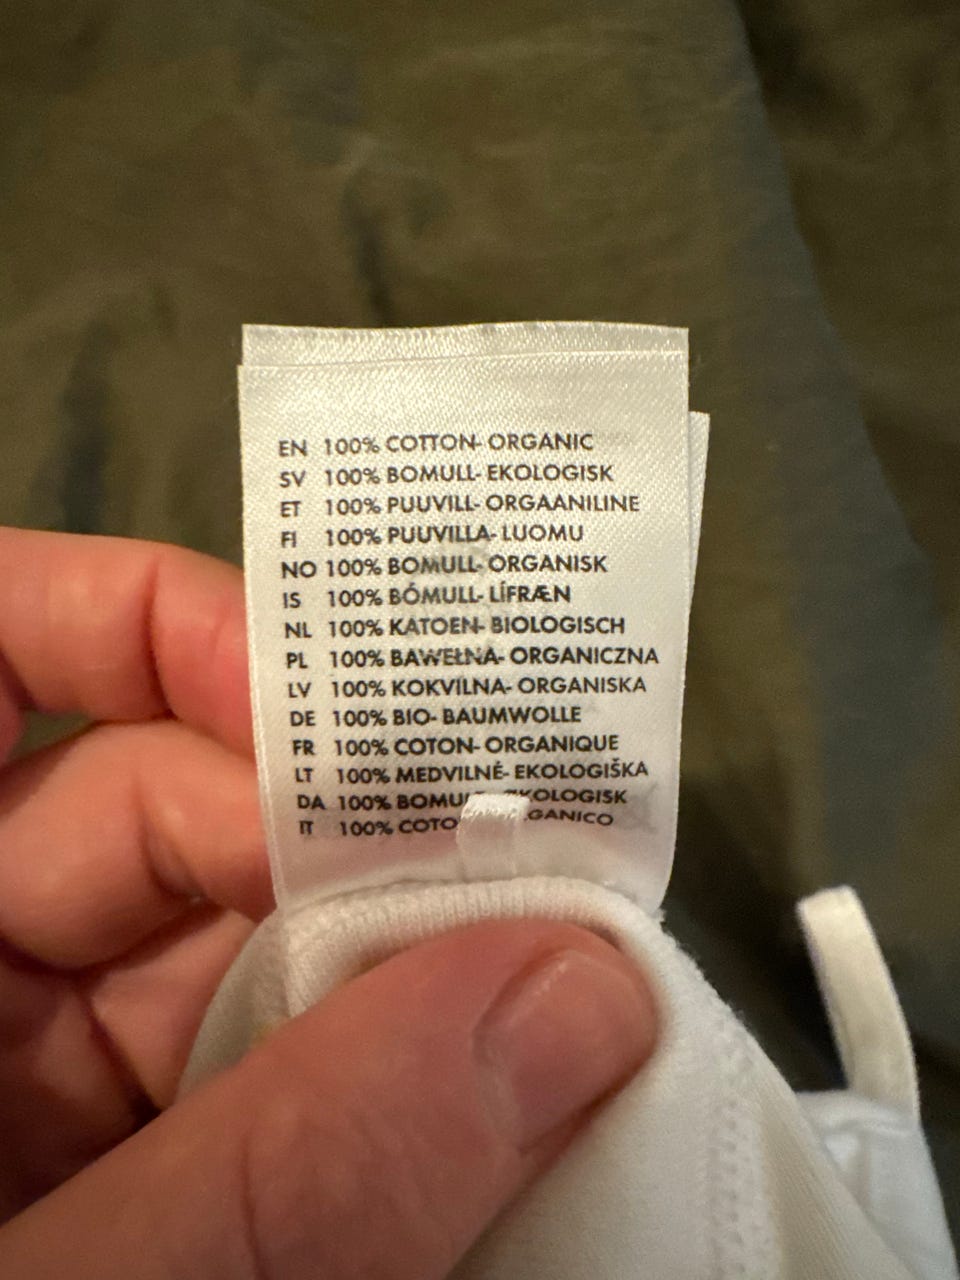 EN 100% COTTON- ORGANIC
SV 100% BOMULL- EKOLOGISK
ET 100% PUUVILL- ORGAANILINE
FI 100% PUUVILLA- LUOMU
NO 100% BOMULL- ORGANISK
IS 100% BÓMULL- LÍFRÆN
NL 100% KATOEN- BIOLOGISCH
PL 100% BAWEŁNA- ORGANICZNA
LV 100% KOKVILNA- ORGANISKA
DE 100% BIO- BAUMWOLLE
FR 100% COTON- ORGANIQUE
LT 100% MEDVILNĖ- EKOLOGIŠKA
DA 100%
IT 100%